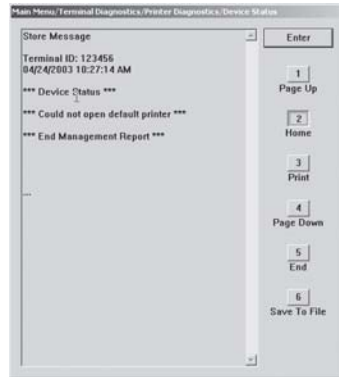 Main Menu/Terminal Diagnostics/Printer Diagnostics/Device Status
Store Message
Terminal ID: 123456
04/24/2003 10:27:14 AM
*** Device Status ***
*** Could not open default printer ***
*** End Management Report ***
...
Enter
1
Page Up
2
Home
3
Print
4
Page Down
5
End
6
Save To File